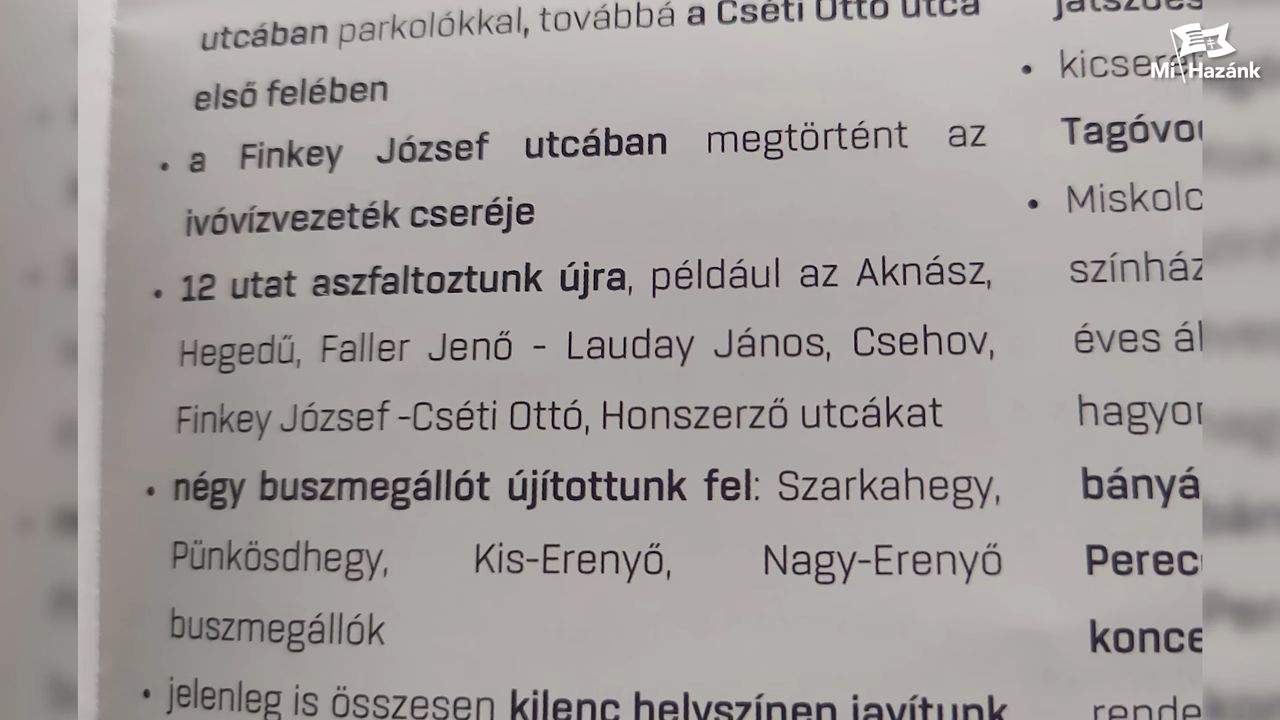 utcában parkolókkal, továbbá a Cséti Ottó utca
első felében
• a Finkey József utcában megtörtént az
ivóvízvezeték cseréje
• 12 utat aszfaltoztunk újra, például az Aknász,
Hegedű, Faller Jenő - Lauday János, Csehov,
Finkey József -Cséti Ottó, Honszerző utcákat
• négy buszmegállót újítottunk fel: Szarkahegy,
Pünkösdhegy, Kis-Erenyő, Nagy-Erenyő
buszmegállók
• jelenleg is összesen kilenc helyszínen javítunk
• 
Tagóvo
• Miskolc
színház
éves ál
hagyor
bányá
Perec
konce
rende
Mi Hazánk